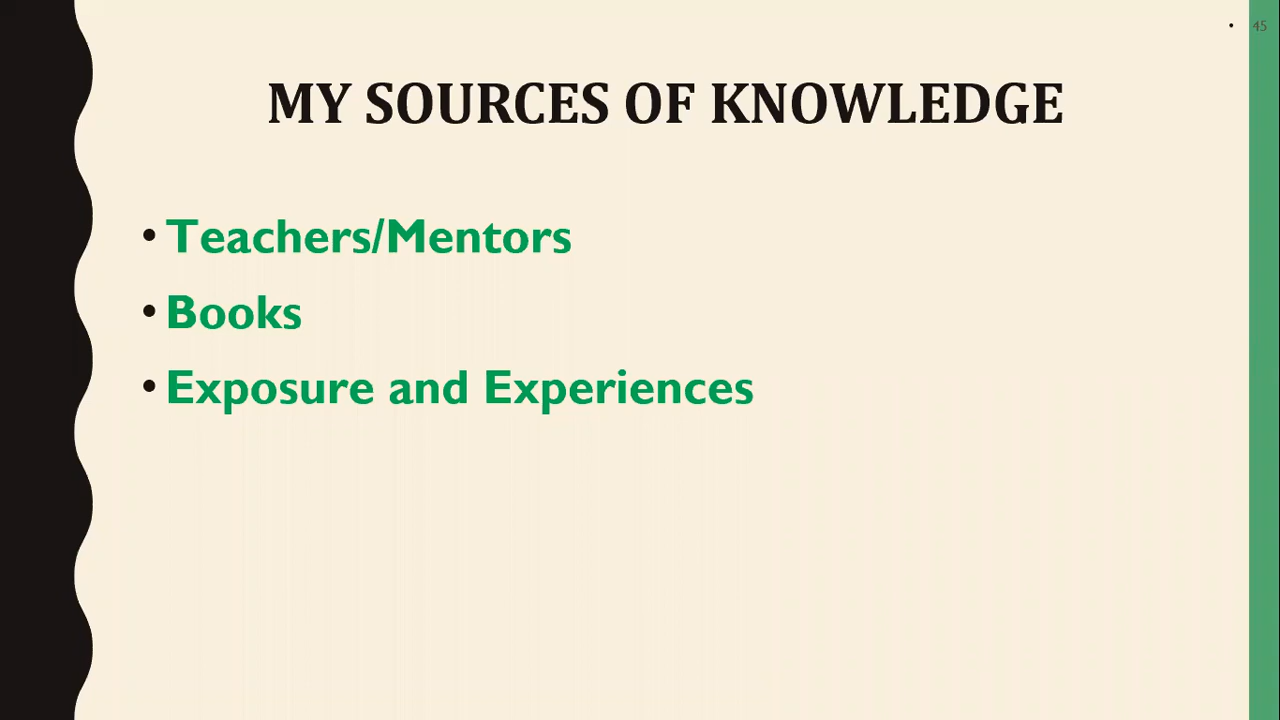 • 45
MY SOURCES OF KNOWLEDGE
• Teachers/Mentors
• Books
• Exposure and Experiences